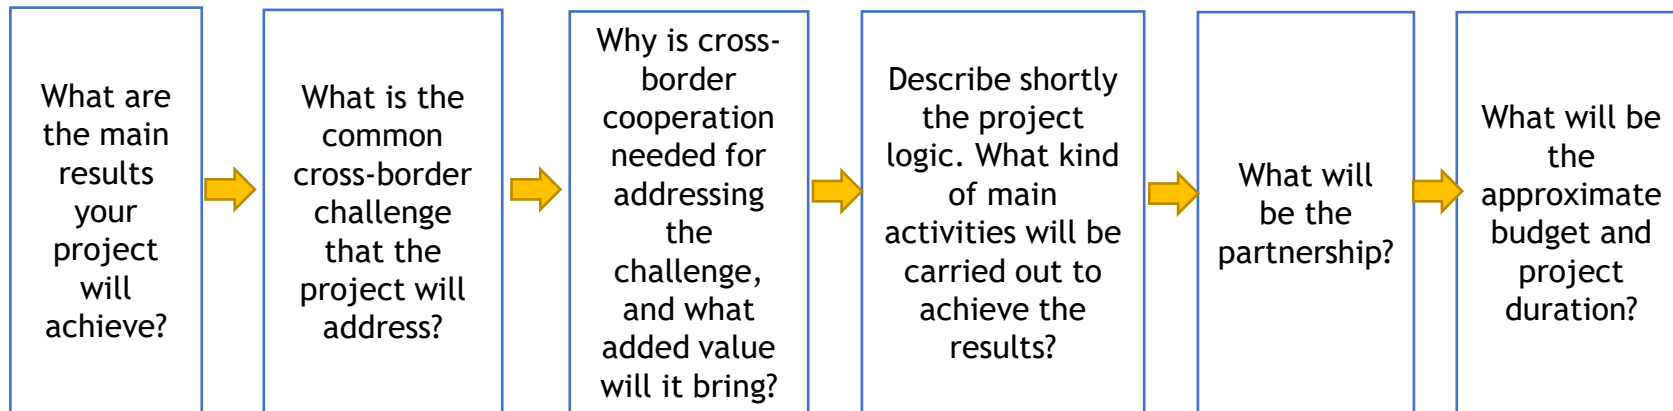 What are
the main
results
your
project
will
achieve?
What is the
common
cross-border
challenge
that the
project will
address?
Why is cross-
border
cooperation
needed for
addressing
the
challenge,
and what
added value
will it bring?
Describe shortly
the project
logic. What kind
of main
activities will be
carried out to
achieve the
results?
What will
be the
partnership?
What will be
the
approximate
budget and
project
duration?